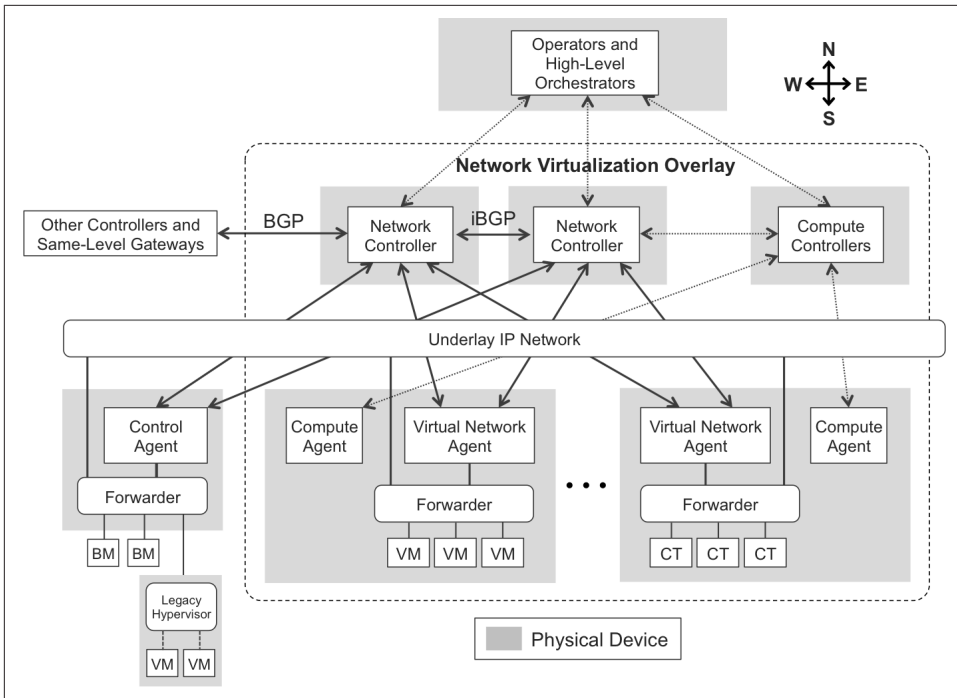 Operators and
High-Level
Orchestrators
N
W
E
S
Network Virtualization Overlay
Other Controllers and
Same-Level Gateways
BGP
Network
Controller
iBGP
Network
Controller
Compute
Controllers
Underlay IP Network
Control
Agent
Compute
Agent
Virtual Network
Agent
Virtual Network
Agent
Compute
Agent
Forwarder
Forwarder
Forwarder
...
BM
BM
VM
VM
VM
CT
CT
CT
Legacy
Hypervisor
VM
VM
Physical Device